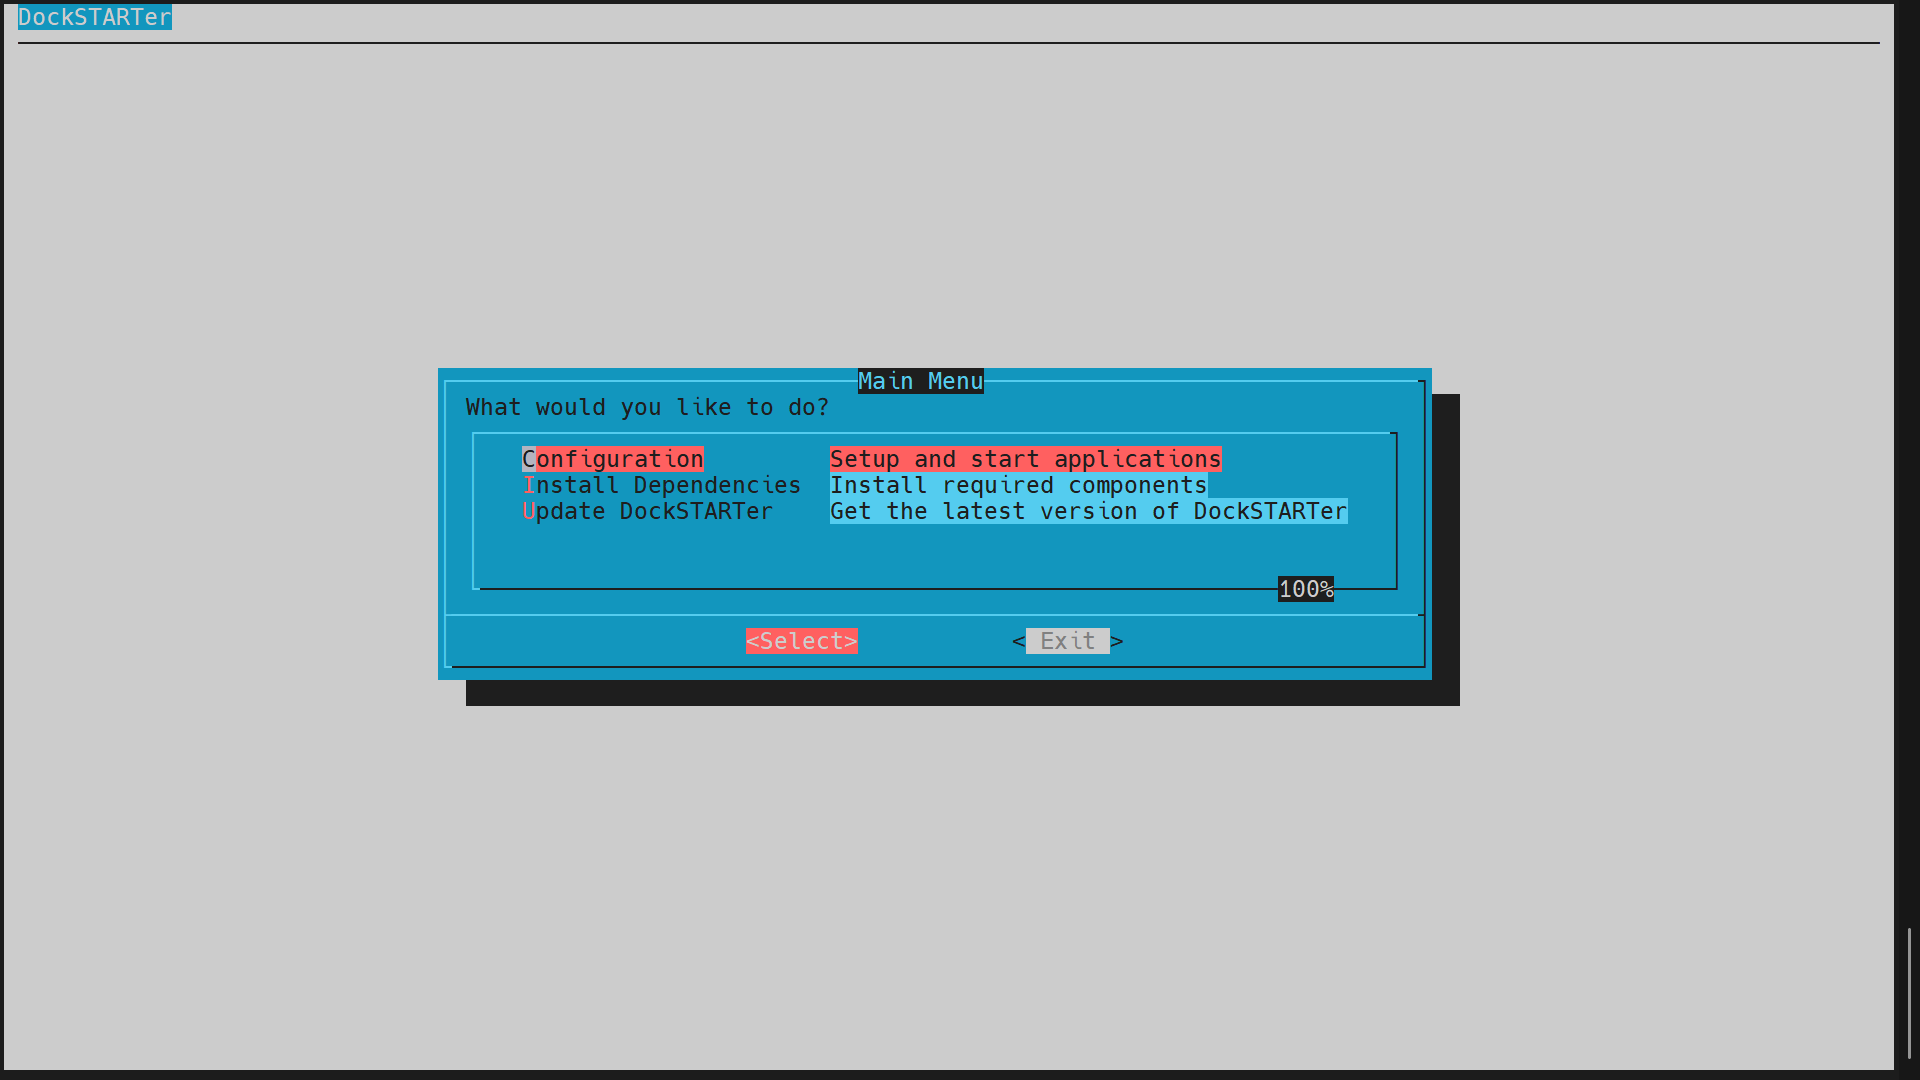 DockSTARTer
Main Menu
What would you like to do?
Configuration Setup and start applications
Install Dependencies Install required components
Update DockSTARTer Get the latest version of DockSTARTer
100%
<Select> < Exit >